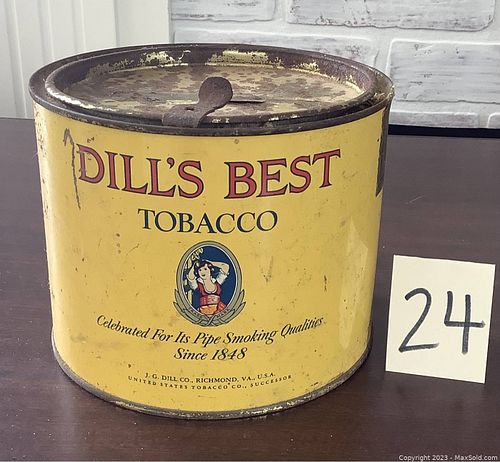 DILL'S BEST
TOBACCO
Celebrated For Its Pipe Smoking Qualities
Since 1848
J. G. DILL CO., RICHMOND, VA., U.S.A.
UNITED STATES TOBACCO CO., SUCCESSOR
24
Copyright 2023 - MaxSold.com